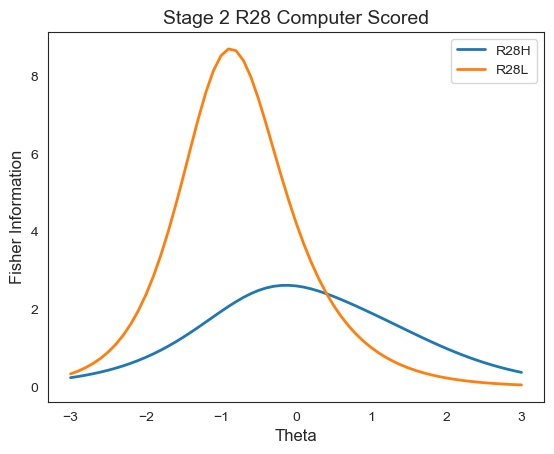 Stage 2 R28 Computer Scored
R28H
R28L
Fisher Information
8
6
4
2
0
−3 −2 −1 0 1 2 3
Theta